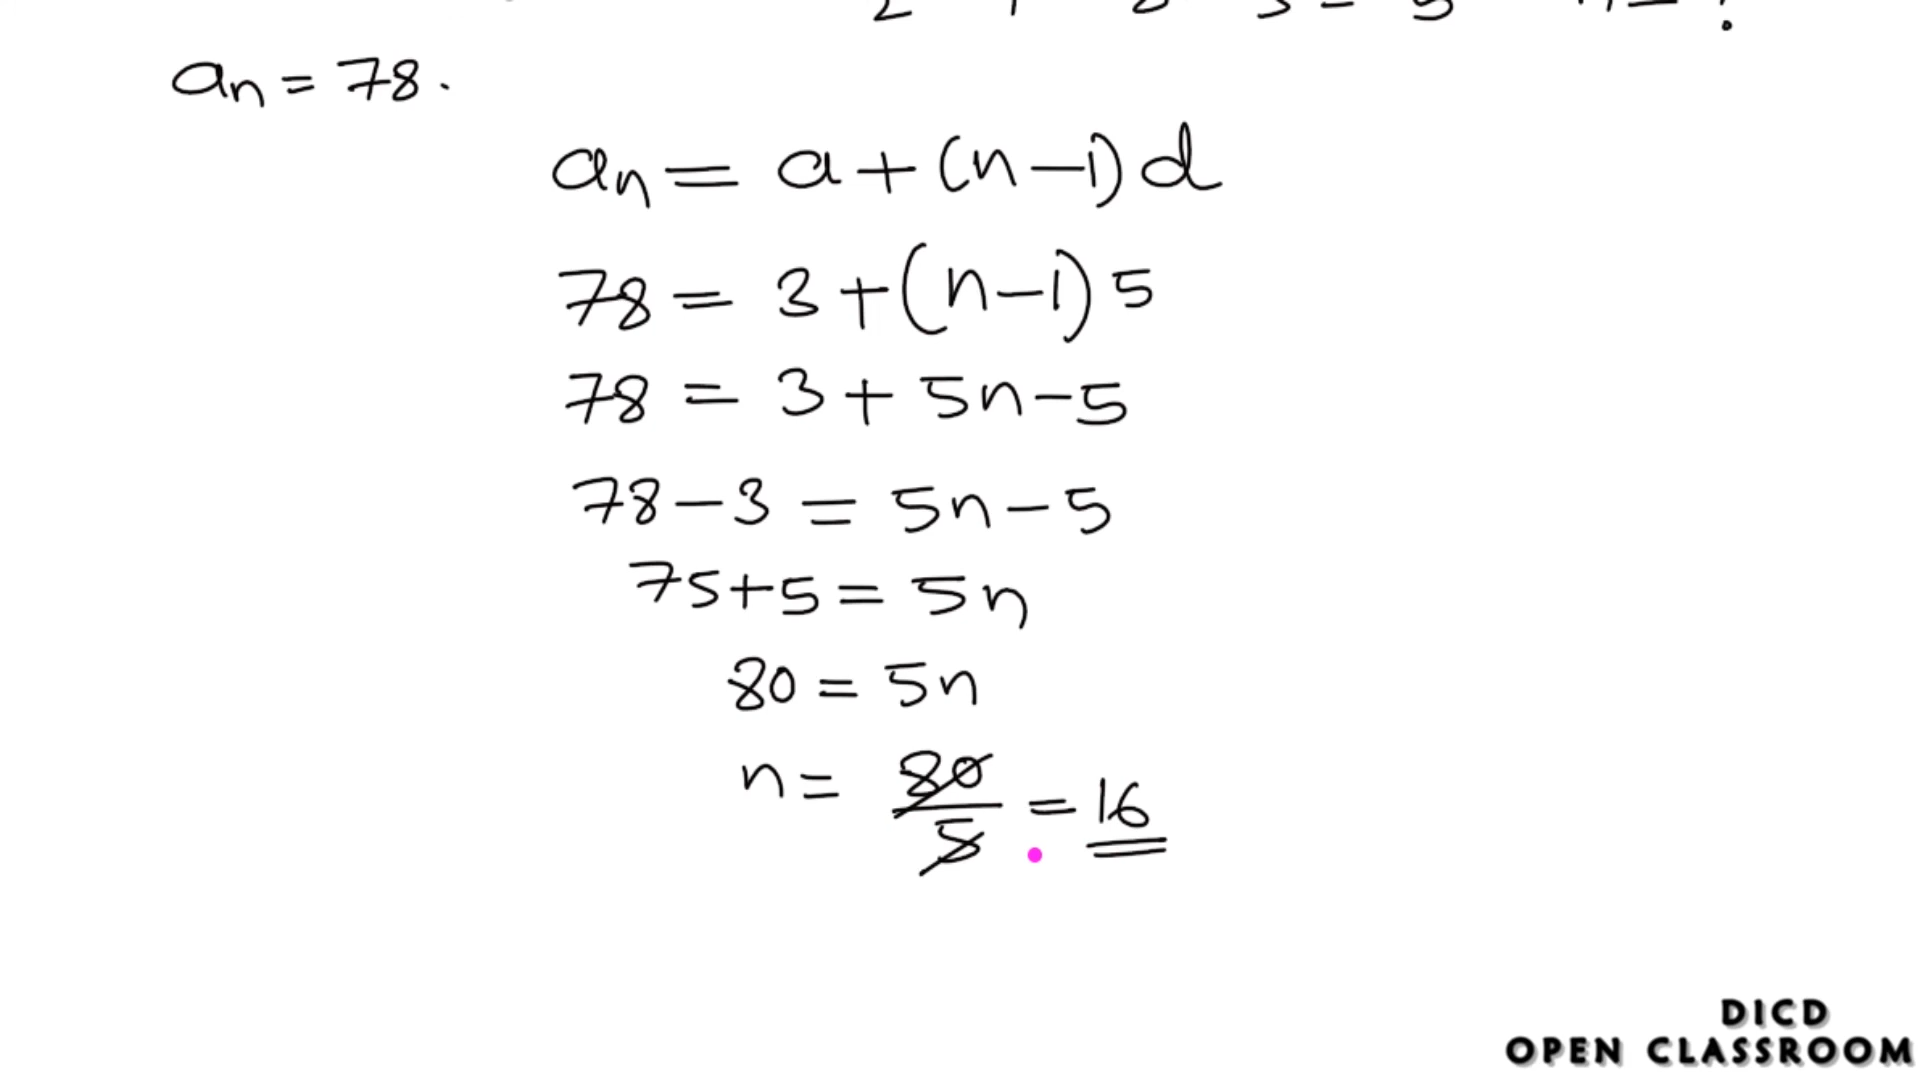 aₙ = 78.
aₙ = a + (n-1) d
78 = 3 + (n-1) 5
78 = 3 + 5n - 5
78 - 3 = 5n - 5
75 + 5 = 5n
80 = 5n
n = 80/5 = 16
DICD
OPEN CLASSROOM